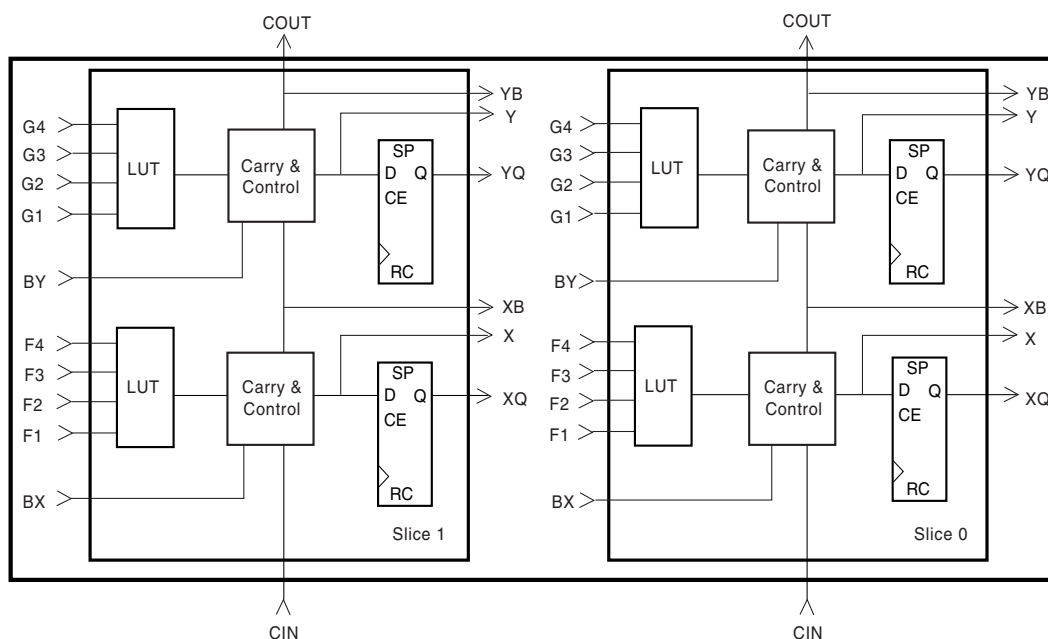 COUT
YB
Y
G4
G3
G2
G1
LUT
Carry &
Control
SP
D Q
CE
RC
YQ
BY
XB
X
F4
F3
F2
F1
LUT
Carry &
Control
SP
D Q
CE
RC
XQ
BX
Slice 1
CIN
COUT
YB
Y
G4
G3
G2
G1
LUT
Carry &
Control
SP
D Q
CE
RC
YQ
BY
XB
X
F4
F3
F2
F1
LUT
Carry &
Control
SP
D Q
CE
RC
XQ
BX
Slice 0
CIN